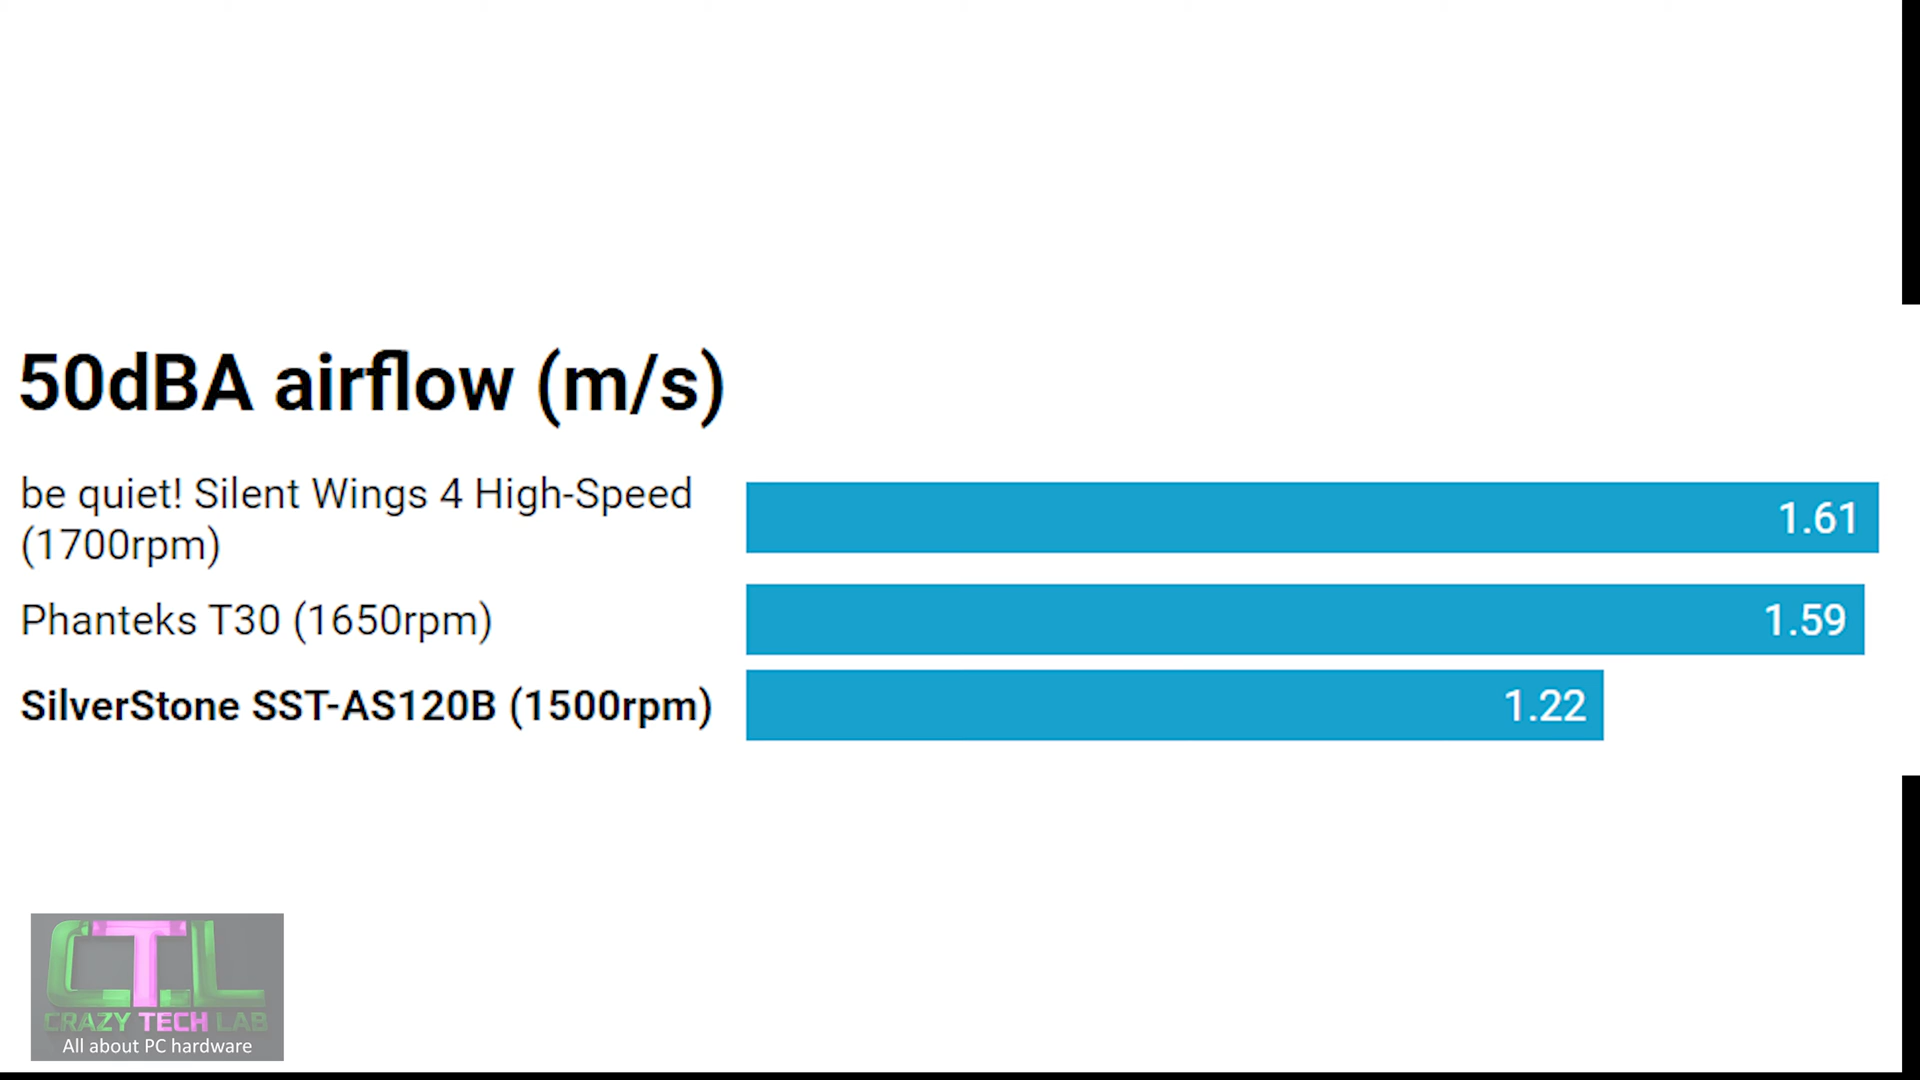 50dBA airflow (m/s)
be quiet! Silent Wings 4 High-Speed
(1700rpm)
1.61
Phanteks T30 (1650rpm)
1.59
SilverStone SST-AS120B (1500rpm)
1.22
CTL
CRAZY TECH LAB
All about PC hardware